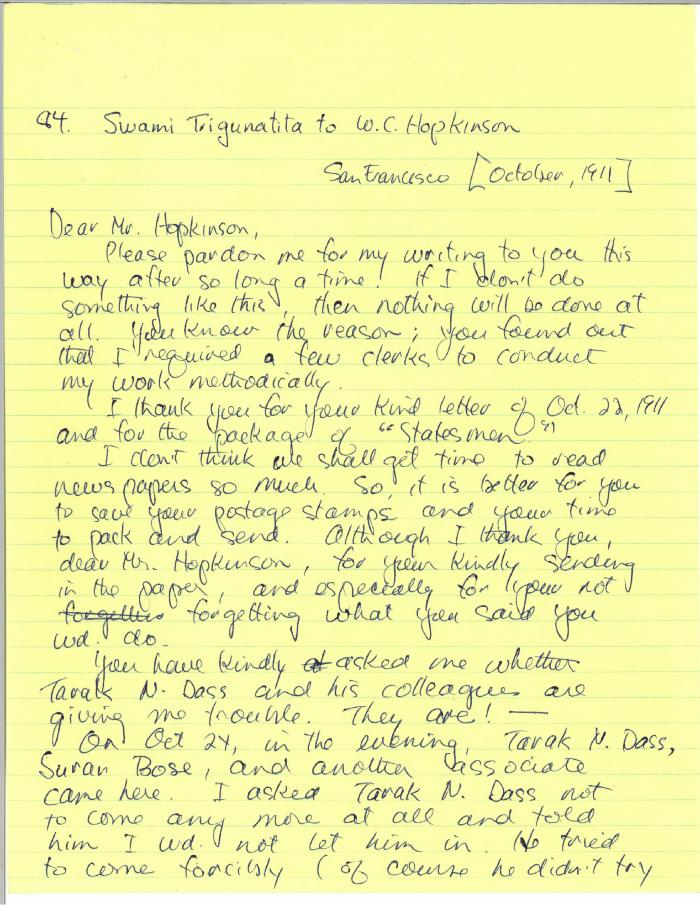 84. Swami Trigunatita to W.C. Hopkinson
San Francisco [October, 1911]
Dear Mr. Hopkinson,
Please pardon me for my writing to you this
way after so long a time! If I don't do
something like this, then nothing will be done at
all. You know the reason; you found out
that I required a few clerks to conduct
my work methodically.
I thank you for your kind letter of Oct. 22, 1911
and for the package of "Statesmen."
I don't think we shall get time to read
newspapers so much. So, it is better for you
to save your postage stamps and your time
to pack and send. Although I thank you,
dear Mr. Hopkinson, for your kindly sending
in the paper, and especially for your not
forgetting what you said you
wd. do.
You have kindly asked me whether
Tarak N. Dass and his colleagues are
giving me trouble. They are! —
On Oct 24, in the evening, Tarak N. Dass,
Suran Bose, and another associate
came here. I asked Tarak N. Dass not
to come any more at all and told
him I wd. not let him in. He tried
to come forcibly (of course he didn't try